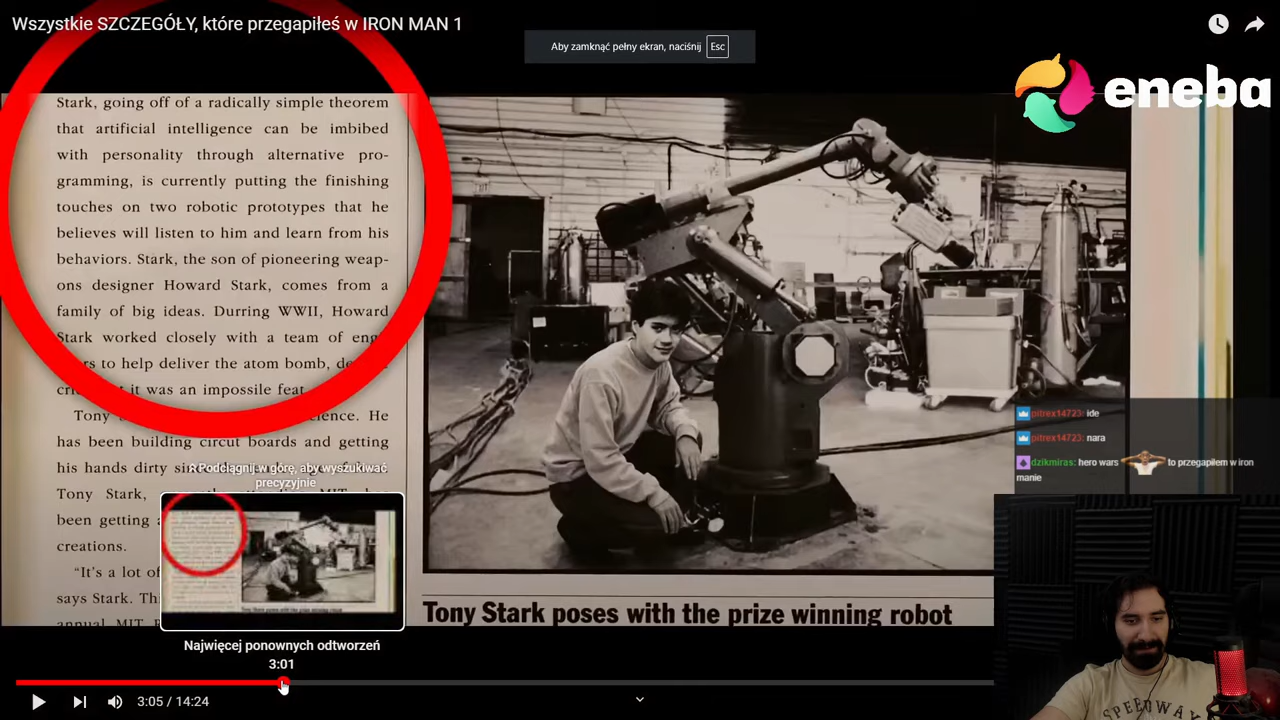 Wszystkie SZCZEGÓŁY, które przegapiłeś w IRON MAN 1
Aby zamknąć pełny ekran, naciśnij Esc
eneba
Stark, going off of a radically simple theorem
that artificial intelligence can be imbibed
with personality through alternative pro-
gramming, is currently putting the finishing
touches on two robotic prototypes that he
believes will listen to him and learn from his
behaviors. Stark, the son of pioneering weap-
ons designer Howard Stark, comes from a
family of big ideas. Durring WWII, Howard
Stark worked closely with a team of
to help deliver the atom bomb,
it was an impossile feat
Tony
He
has been building circut boards and getting
his hands dirty
Tony Stark,
been getting
creations.
"It's a lot of
says Stark.
annual MIT
Tony Stark poses with the prize winning robot
Podciągnij w górę, aby wyszukiwać
precyzyjnie
Najwięcej ponownych odtworzeń
3:01
3:05 / 14:24
pitrex14723: ide
pitrex14723: nara
dzikmiras: hero wars to przegapiłem w iron
manie
SPEEDWAY